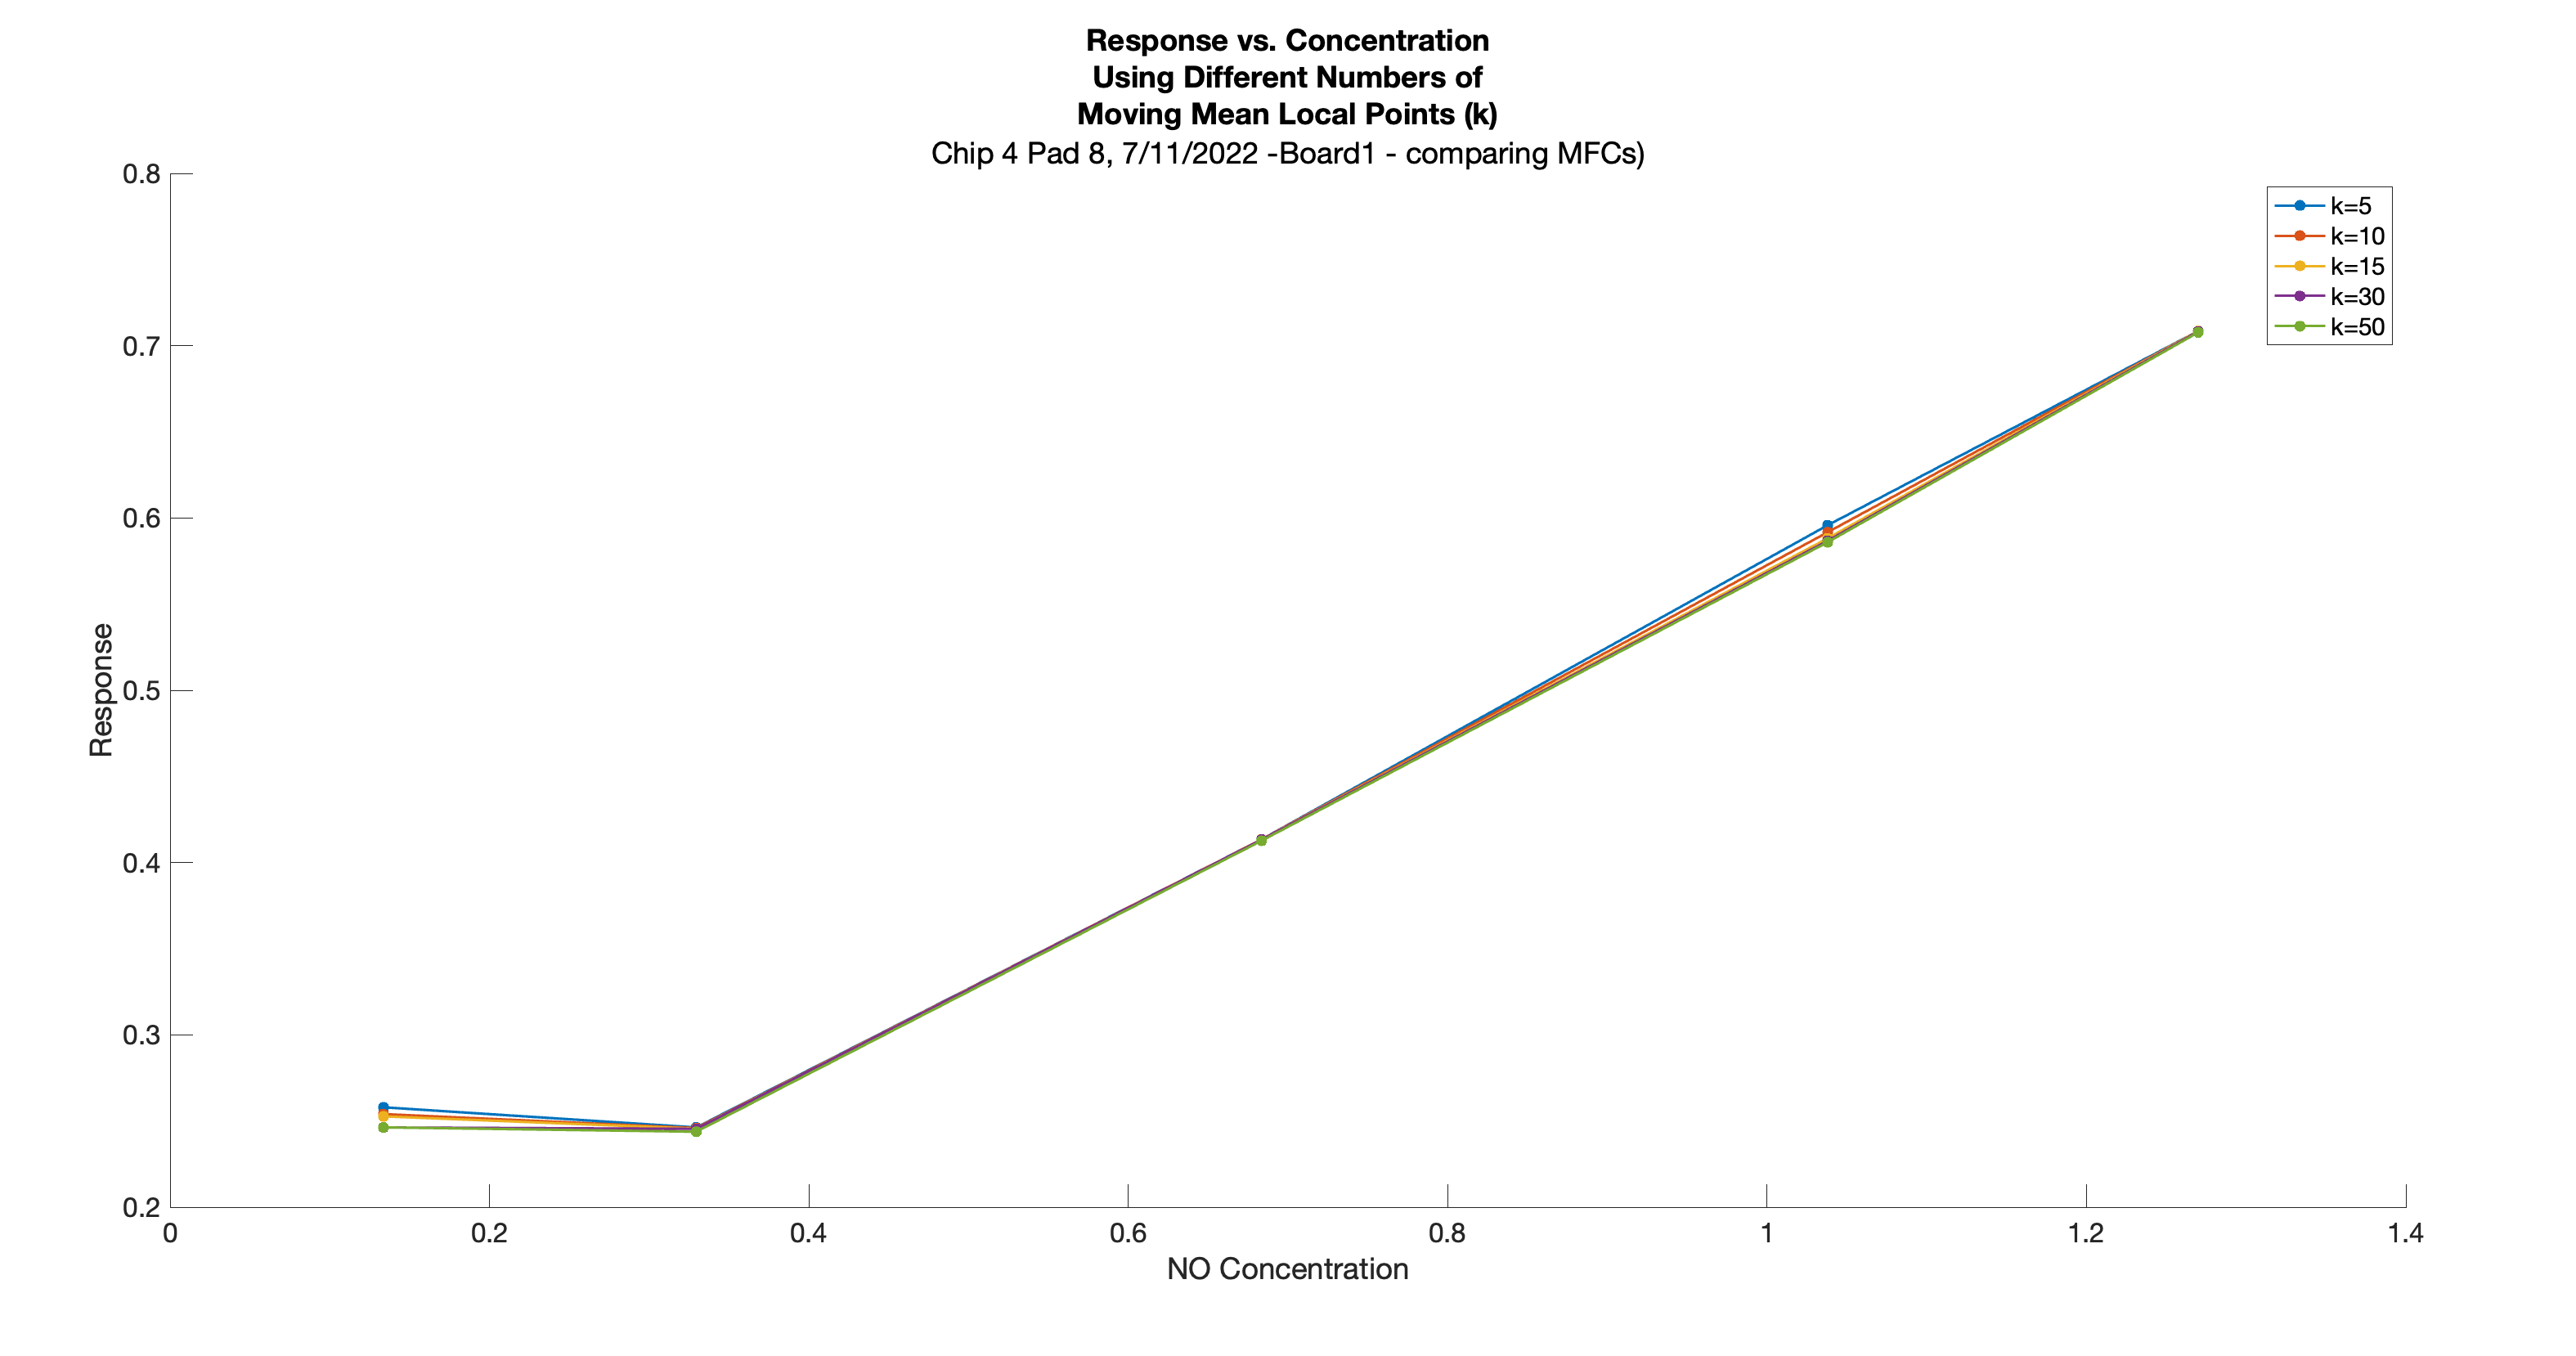 Response vs. Concentration
Using Different Numbers of
Moving Mean Local Points (k)
Chip 4 Pad 8, 7/11/2022 -Board1 - comparing MFCs)
0.8
0.7
0.6
0.5
0.4
0.3
0.2
Response
k=5
k=10
k=15
k=30
k=50
0 0.2 0.4 0.6 0.8 1 1.2 1.4
NO Concentration